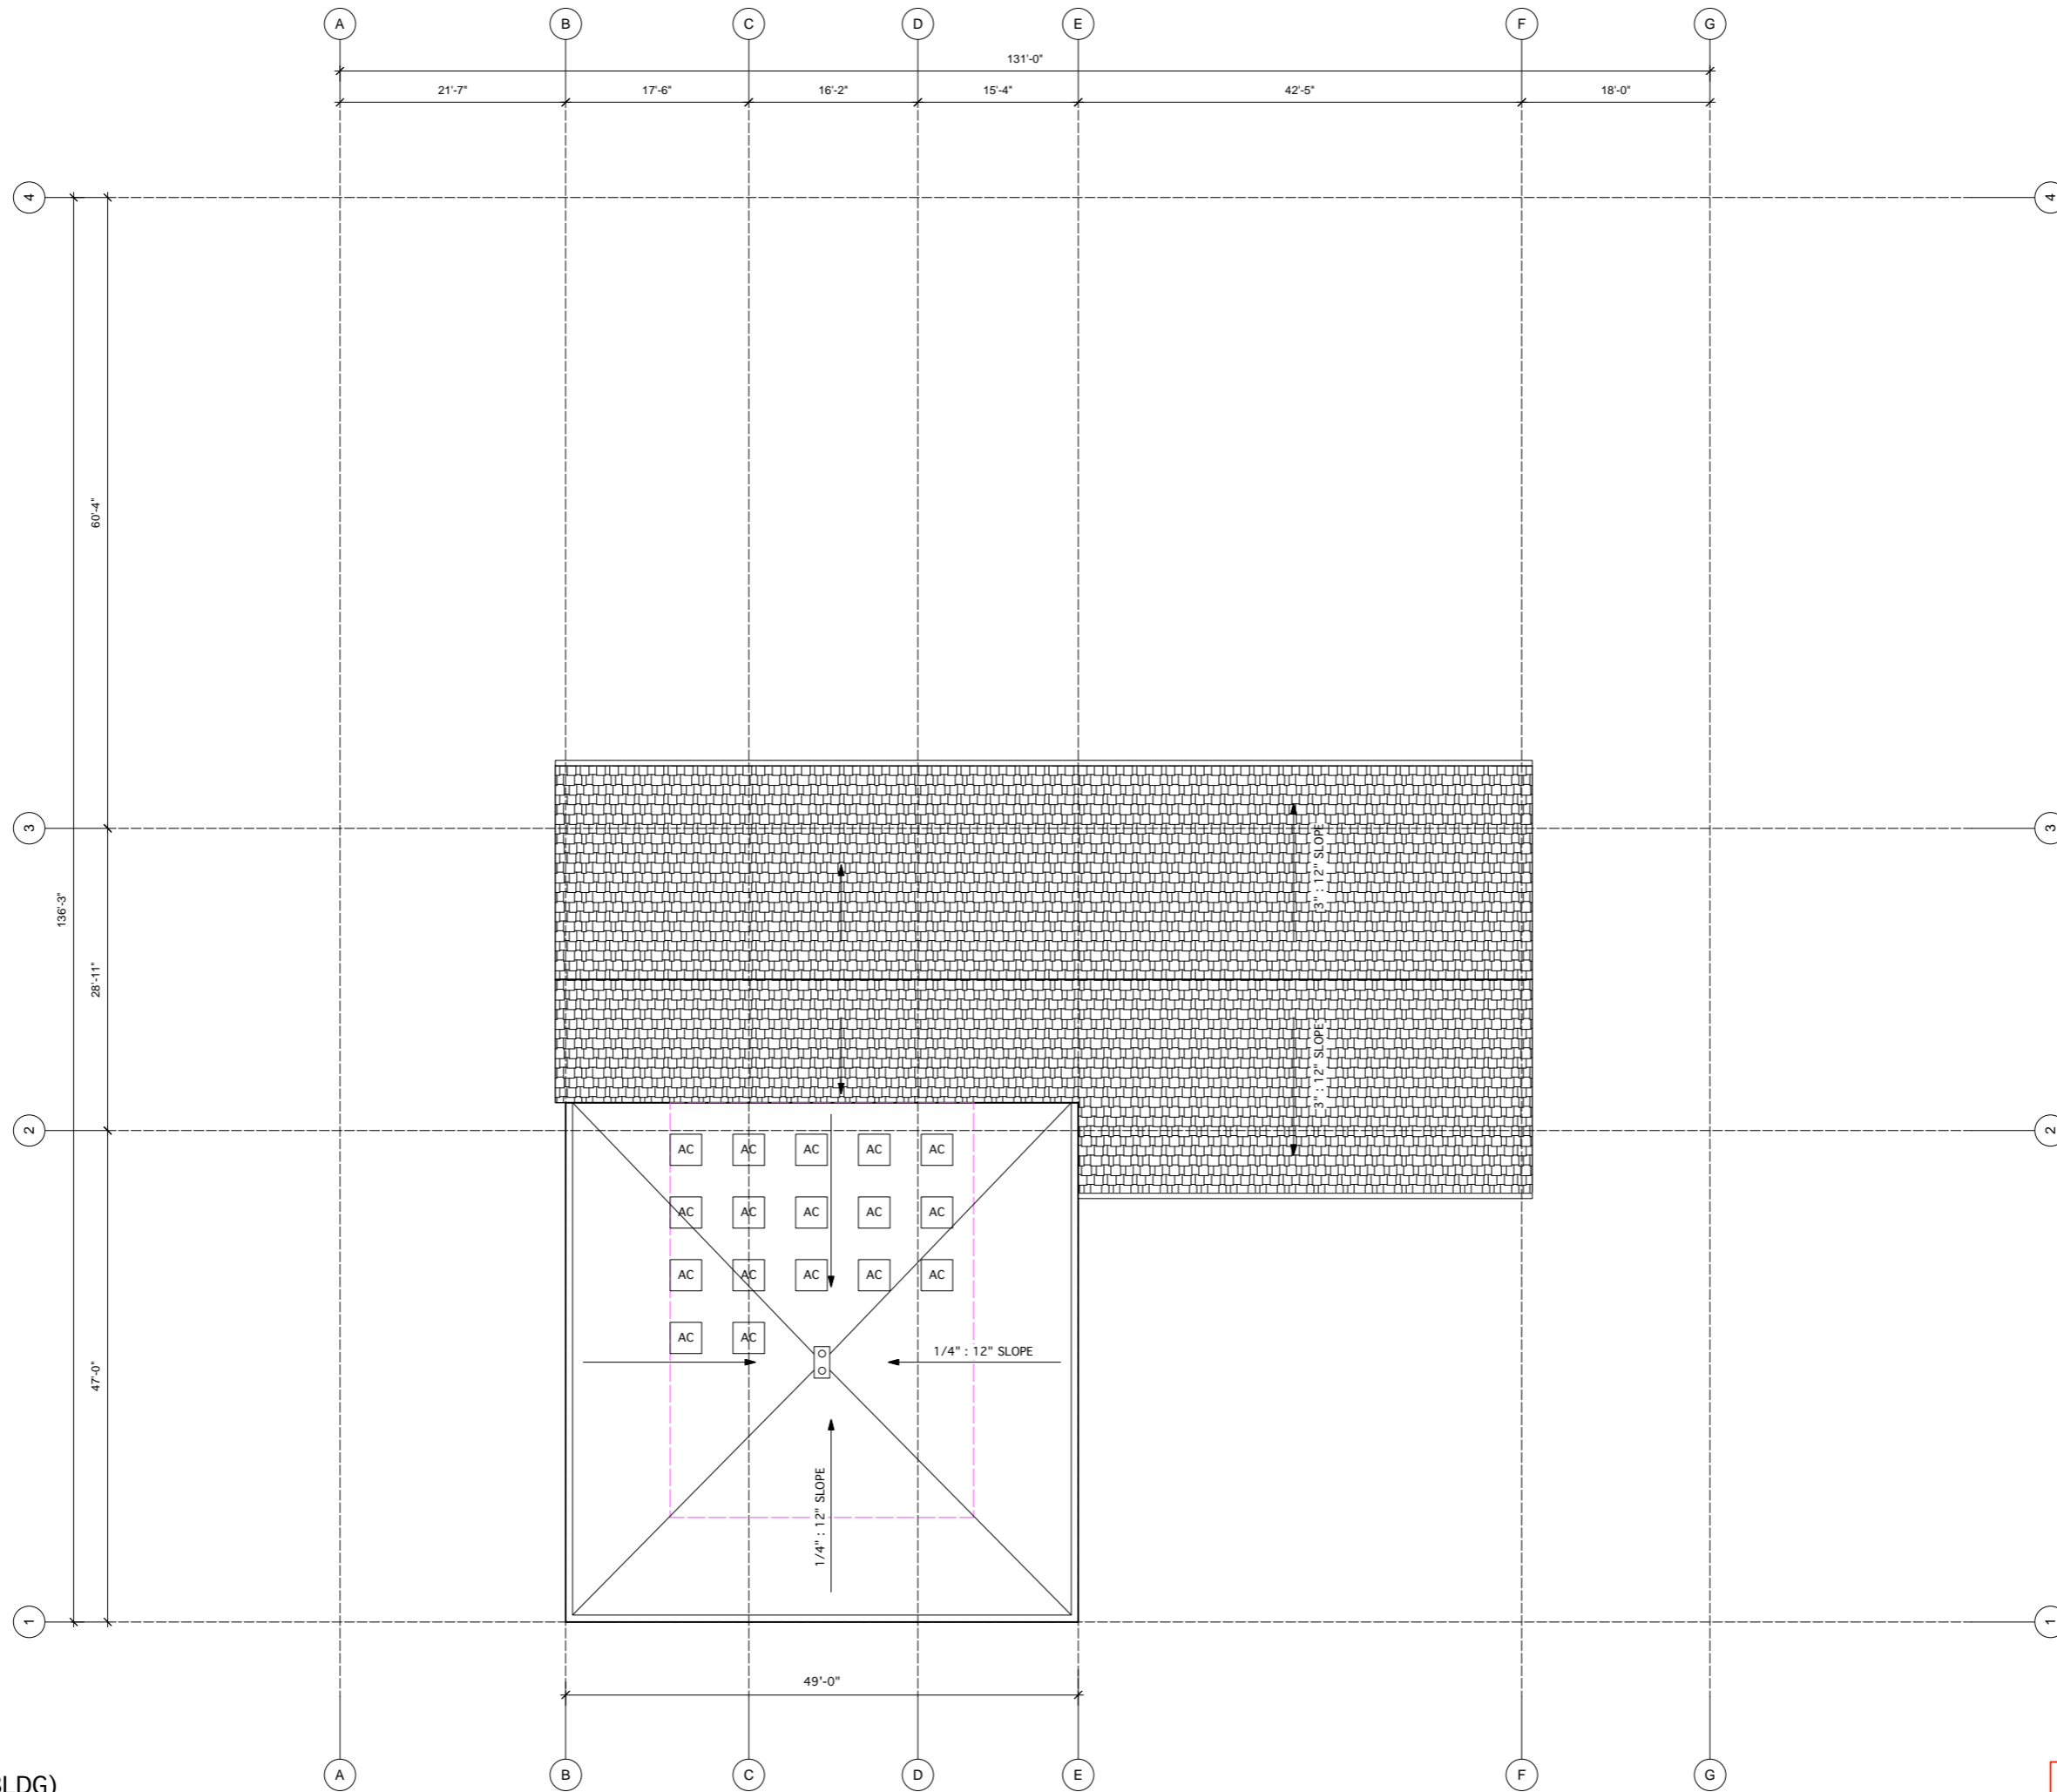 A B C D E F G
131'-0"
21'-7" 17'-6" 16'-2" 15'-4" 42'-5" 18'-0"
4 4
60'-4"
3 3
3" : 12" SLOPE
136'-3"
28'-11"
3" : 12" SLOPE
2 2
AC AC AC AC AC
AC AC AC AC AC
AC AC AC AC AC
AC AC
1/4" : 12" SLOPE
47'-0"
1/4" : 12" SLOPE
1 1
49'-0"
A B C D E F G